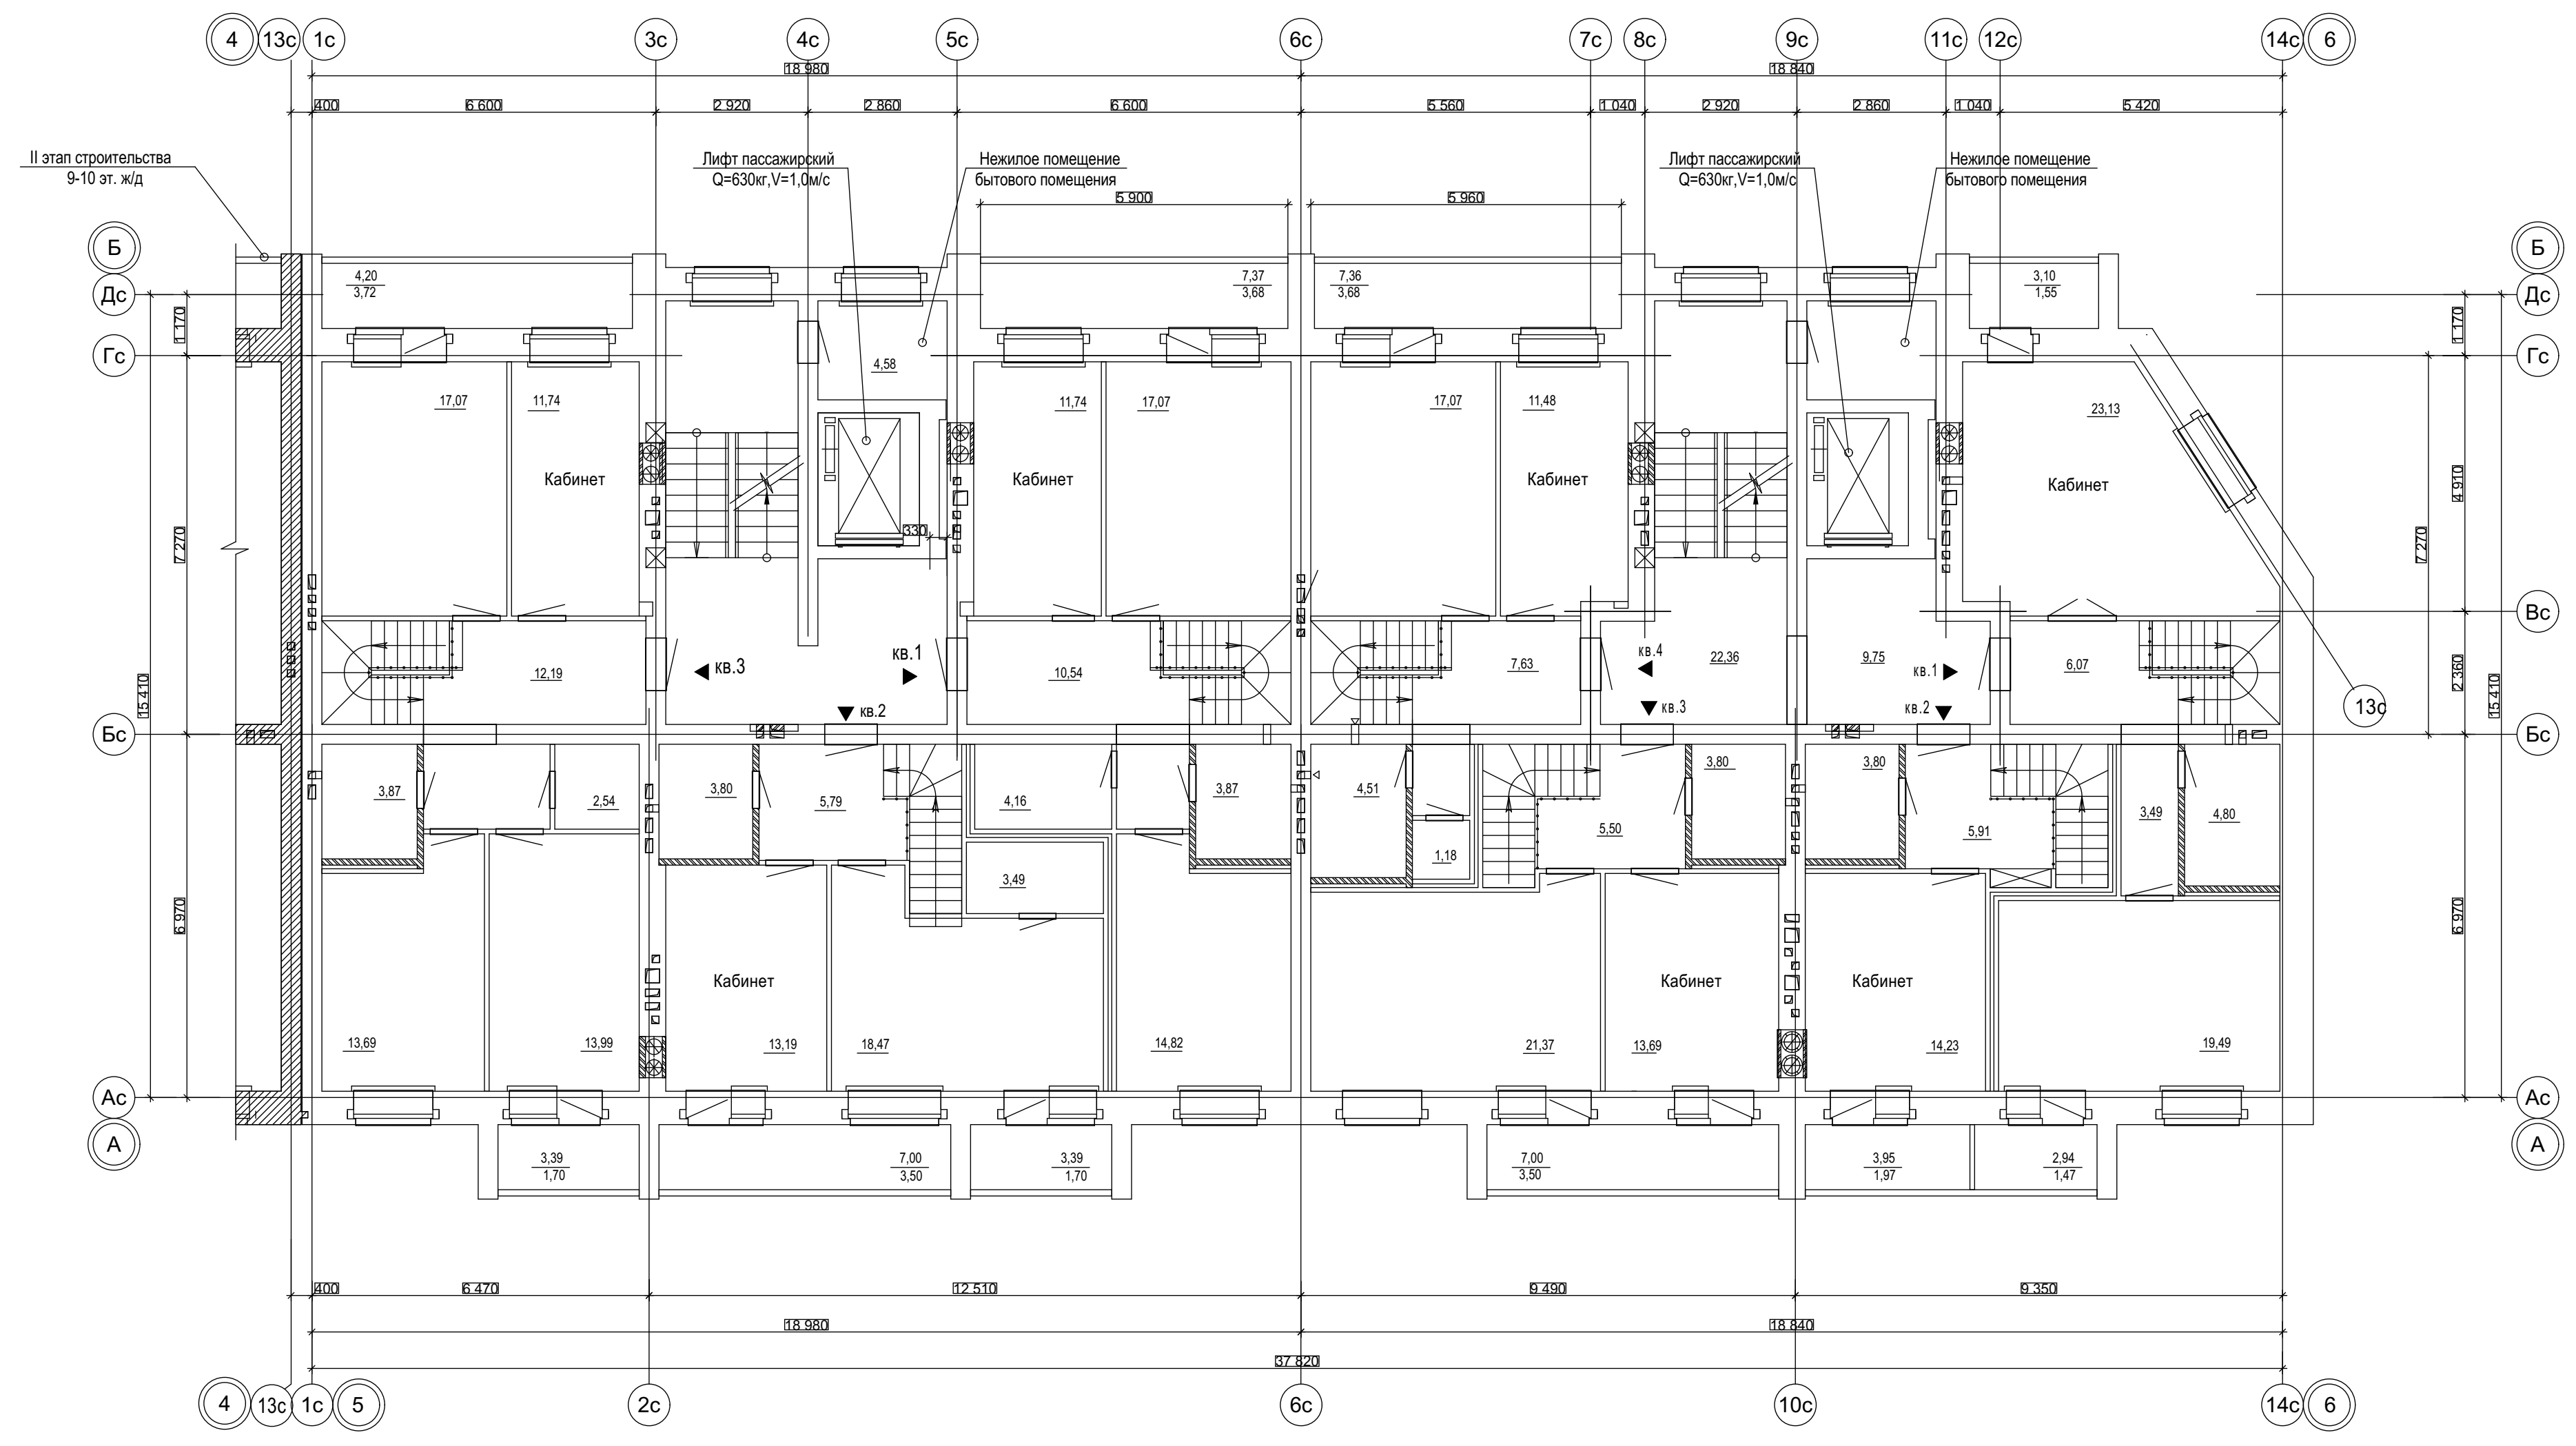 4 13с 1с 3с 4с 5с 6с 7с 8с 9с 11с 12с 14с 6
18 980 18 840
400 6 600 2 920 2 860 6 600 5 560 1 040 2 920 2 860 1 040 5 420
II этап строительства
9-10 эт. ж/д
Лифт пассажирский
Q=630кг,V=1,0м/с
Нежилое помещение
бытового помещения
Лифт пассажирский
Q=630кг,V=1,0м/с
Нежилое помещение
бытового помещения
5 900 5 960
Б Б
Дс Дс
4,20
3,72
7,37
3,68
7,36
3,68
3,10
1,55
1 170 1 170
Гс Гс
4,58
17,07 11,74 11,74 17,07 17,07 11,48 23,13
Кабинет Кабинет Кабинет Кабинет
4 910
330
7 270 7 270
Вс
12,19 кв.3 кв.1 10,54 7,63 кв.4 22,36 9,75 кв.1 6,07
2 360
15 410 15 410
кв.2 кв.3 кв.2 13с
Бс Бс
3,87 2,54 3,80 5,79 4,16 3,87 4,51 3,80 3,80 3,49 4,80
5,50 5,91
1,18
3,49
6 970 6 970
Кабинет Кабинет Кабинет
13,69 13,99 13,19 18,47 14,82 21,37 13,69 14,23 19,49
Ас Ас
А А
3,39
1,70
7,00
3,50
3,39
1,70
7,00
3,50
3,95
1,97
2,94
1,47
400 6 470 12 510 9 490 9 350
18 980 18 840
37 820
4 13с 1с 5 2с 6с 10с 14с 6